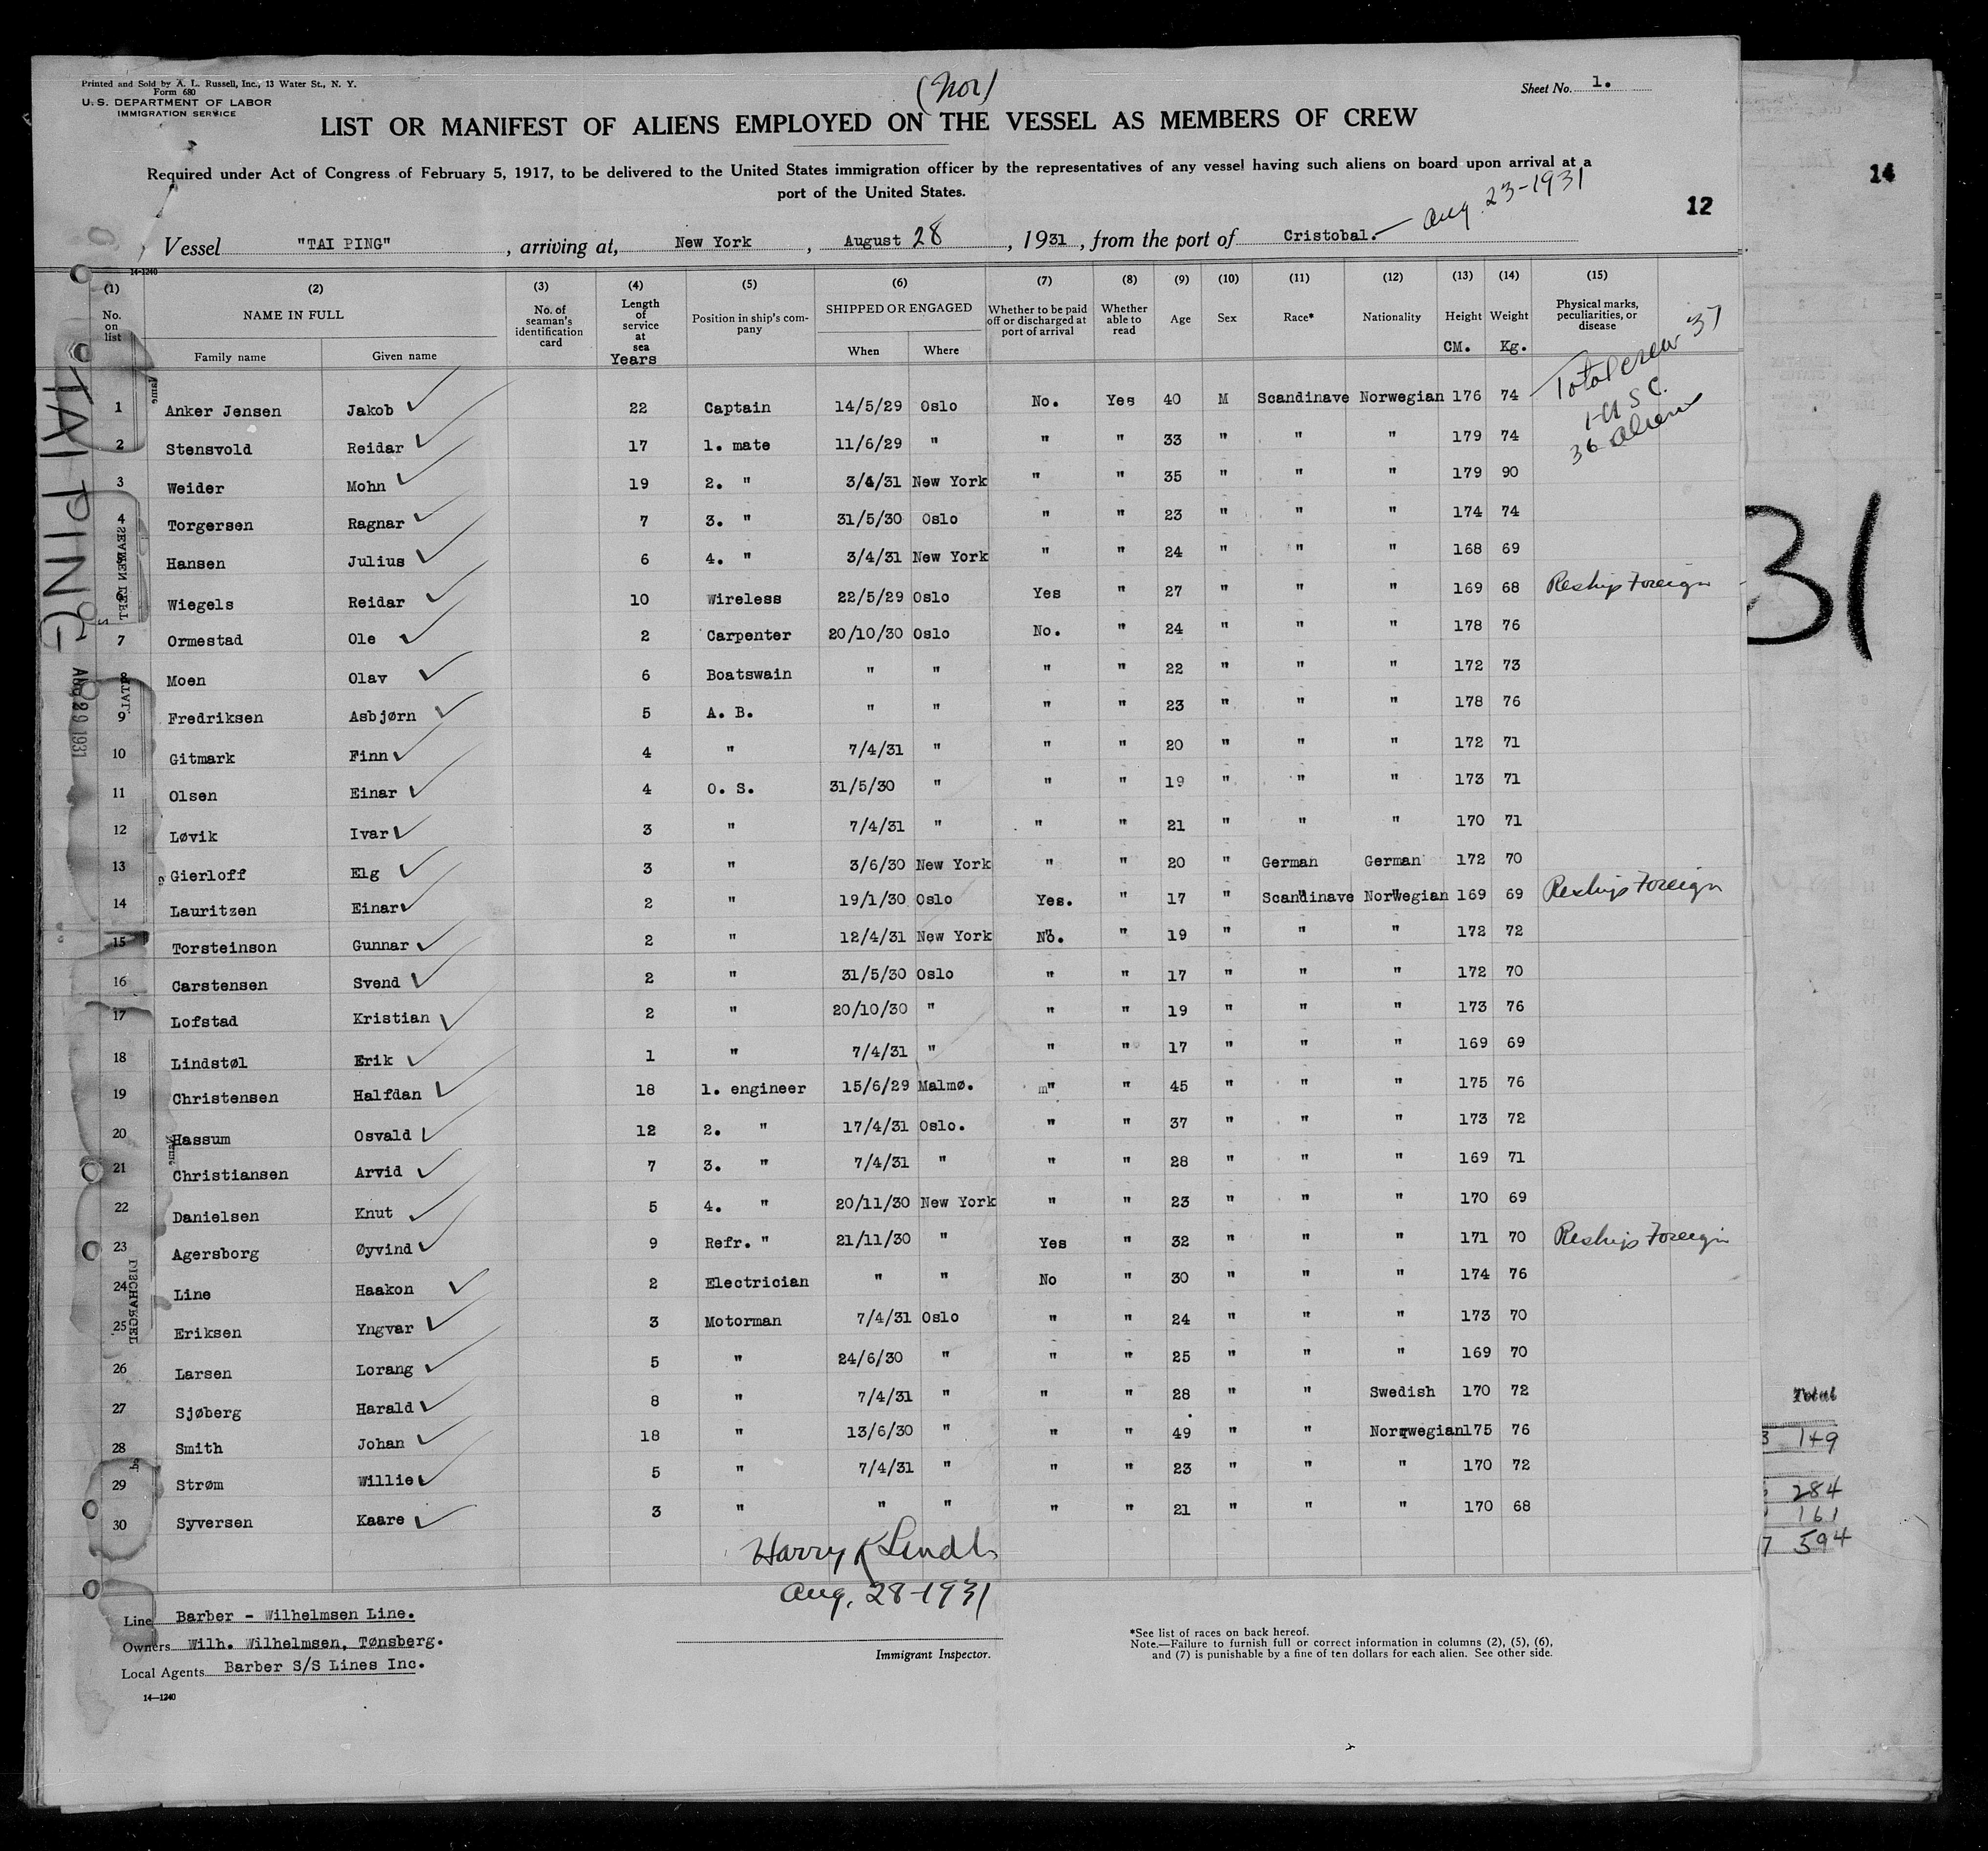 Printed and Sold by A. L. Russell, Inc., 13 Water St., N. Y.
Form 680
U. S. DEPARTMENT OF LABOR
IMMIGRATION SERVICE
(Nor)
Sheet No. 1.
LIST OR MANIFEST OF ALIENS EMPLOYED ON THE VESSEL AS MEMBERS OF CREW
Required under Act of Congress of February 5, 1917, to be delivered to the United States immigration officer by the representatives of any vessel having such aliens on board upon arrival at a
port of the United States.
12
14
Vessel "TAI PING", arriving at, New York, August 28, 1931, from the port of Cristobal. — Aug. 23-1931
14-1240
(1) (2) (3) (4) (5) (6) (7) (8) (9) (10) (11) (12) (13) (14) (15)
No. on list NAME IN FULL Family name Given name No. of seaman's identification card Length of service at sea Years Position in ship's company SHIPPED OR ENGAGED When Where Whether to be paid off or discharged at port of arrival Whether able to read Age Sex Race* Nationality Height CM. Weight Kg. Physical marks, peculiarities, or disease
Total crew 37
1 U S C.
36 Aliens
1 Anker Jensen Jakob 22 Captain 14/5/29 Oslo No. Yes 40 M Scandinave Norwegian 176 74
2 Stensvold Reidar 17 1. mate 11/6/29 " " " 33 " " " 179 74
3 Weider Mohn 19 2. " 3/4/31 New York " " 35 " " " 179 90
4 Torgersen Ragnar 7 3. " 31/5/30 Oslo " " 23 " " " 174 74
Hansen Julius 6 4. " 3/4/31 New York " " 24 " " " 168 69
Wiegels Reidar 10 Wireless 22/5/29 Oslo Yes " 27 " " " 169 68 Reship Foreign
7 Ormestad Ole 2 Carpenter 20/10/30 Oslo No. " 24 " " " 178 76
Moen Olav 6 Boatswain " " " " 22 " " " 172 73
9 Fredriksen Asbjørn 5 A. B. " " " " 23 " " " 178 76
10 Gitmark Finn 4 " 7/4/31 " " " 20 " " " 172 71
11 Olsen Einar 4 O. S. 31/5/30 " " " 19 " " " 173 71
12 Løvik Ivar 3 " 7/4/31 " " " 21 " " " 170 71
13 Gierloff Elg 3 " 3/6/30 New York " " 20 " German German 172 70
14 Lauritzen Einar 2 " 19/1/30 Oslo Yes. " 17 " Scandinave Norwegian 169 69 Reship Foreign
15 Torsteinson Gunnar 2 " 12/4/31 New York No. " 19 " " " 172 72
16 Carstensen Svend 2 " 31/5/30 Oslo " " 17 " " " 172 70
17 Lofstad Kristian 2 " 20/10/30 " " " 19 " " " 173 76
18 Lindstøl Erik 1 " 7/4/31 " " " 17 " " " 169 69
19 Christensen Halfdan 18 1. engineer 15/6/29 Malmø. " " 45 " " " 175 76
20 Hassum Osvald 12 2. " 17/4/31 Oslo. " " 37 " " " 173 72
21 Christiansen Arvid 7 3. " 7/4/31 " " " 28 " " " 169 71
22 Danielsen Knut 5 4. " 20/11/30 New York " " 23 " " " 170 69
23 Agersborg Øyvind 9 Refr. " 21/11/30 " Yes " 32 " " " 171 70 Reship Foreign
24 Line Haakon 2 Electrician " " No " 30 " " " 174 76
25 Eriksen Yngvar 3 Motorman 7/4/31 Oslo " " 24 " " " 173 70
26 Larsen Lorang 5 " 24/6/30 " " " 25 " " " 169 70
27 Sjøberg Harald 8 " 7/4/31 " " " 28 " " Swedish 170 72
28 Smith Johan 18 " 13/6/30 " " " 49 " " Norwegian 175 76
29 Strøm Willie 5 " 7/4/31 " " " 23 " " " 170 72
30 Syversen Kaare 3 " " " " " 21 " " " 170 68
TAI PING
AUG 29 1931
31
Total
149
284
161
594
Harry K Lindt
Aug. 28-1931
Immigrant Inspector.
Line Barber - Wilhelmsen Line.
Owners Wilh. Wilhelmsen, Tønsberg.
Local Agents Barber S/S Lines Inc.
14—1240
*See list of races on back hereof.
Note.—Failure to furnish full or correct information in columns (2), (5), (6),
and (7) is punishable by a fine of ten dollars for each alien. See other side.